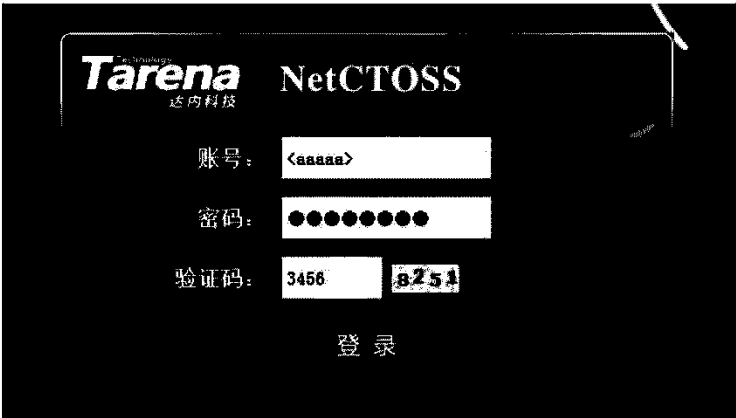 Technology
Tarena NetCTOSS
达内科技
账号： <aaaaa>
密码： ●●●●●●●●
验证码： 3456 8251
登 录